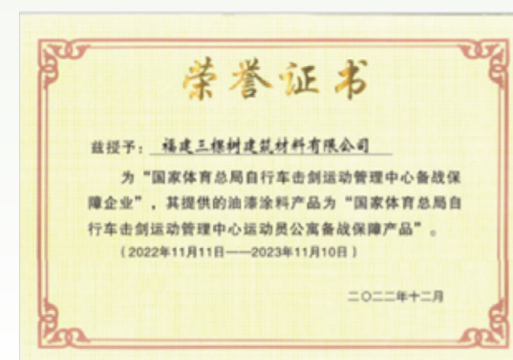 荣誉证书
兹授予：福建三棵树建筑材料有限公司
为“国家体育总局自行车击剑运动管理中心备战保
障企业”，其提供的油漆涂料产品为“国家体育总局自
行车击剑运动管理中心运动员公寓备战保障产品”。
（2022年11月11日——2023年11月10日）
二〇二二年十二月